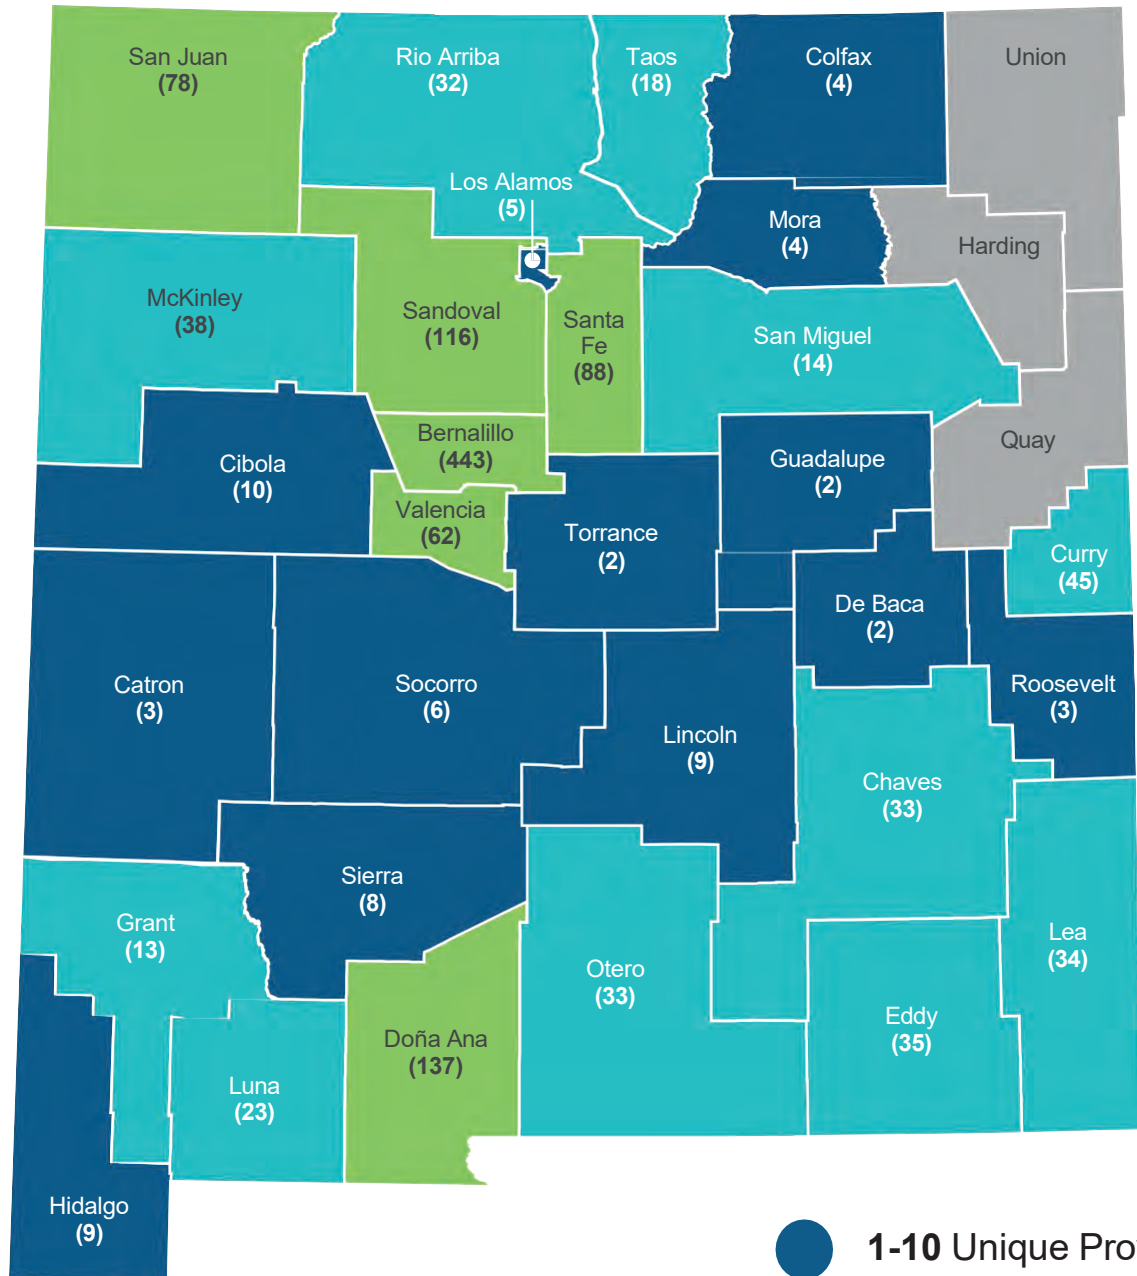 San Juan
(78)
Rio Arriba
(32)
Taos
(18)
Colfax
(4)
Union
Los Alamos
(5)
Mora
(4)
Harding
McKinley
(38)
Sandoval
(116)
Santa
Fe
(88)
San Miguel
(14)
Bernalillo
(443)
Quay
Cibola
(10)
Guadalupe
(2)
Valencia
(62)
Torrance
(2)
Curry
(45)
De Baca
(2)
Catron
(3)
Socorro
(6)
Roosevelt
(3)
Lincoln
(9)
Chaves
(33)
Sierra
(8)
Grant
(13)
Lea
(34)
Otero
(33)
Eddy
(35)
Doña Ana
(137)
Luna
(23)
Hidalgo
(9)
1-10 Unique